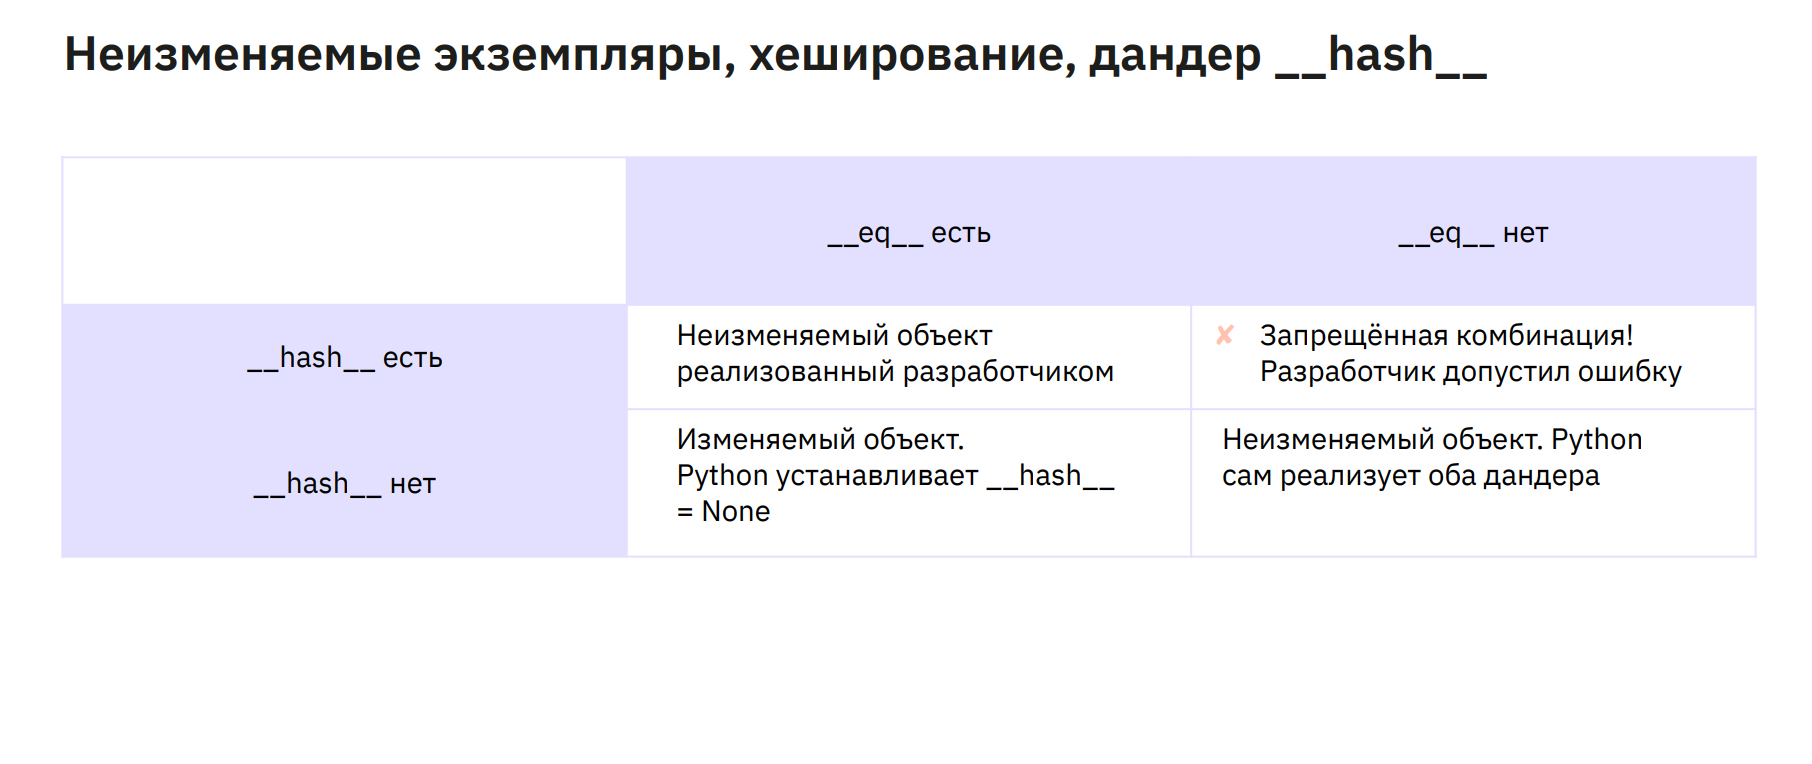 Неизменяемые экземпляры, хеширование, дандер __hash__
__eq__ есть
__eq__ нет
__hash__ есть
Неизменяемый объект
реализованный разработчиком
✘ Запрещённая комбинация!
Разработчик допустил ошибку
__hash__ нет
Изменяемый объект.
Python устанавливает __hash__
= None
Неизменяемый объект. Python
сам реализует оба дандера